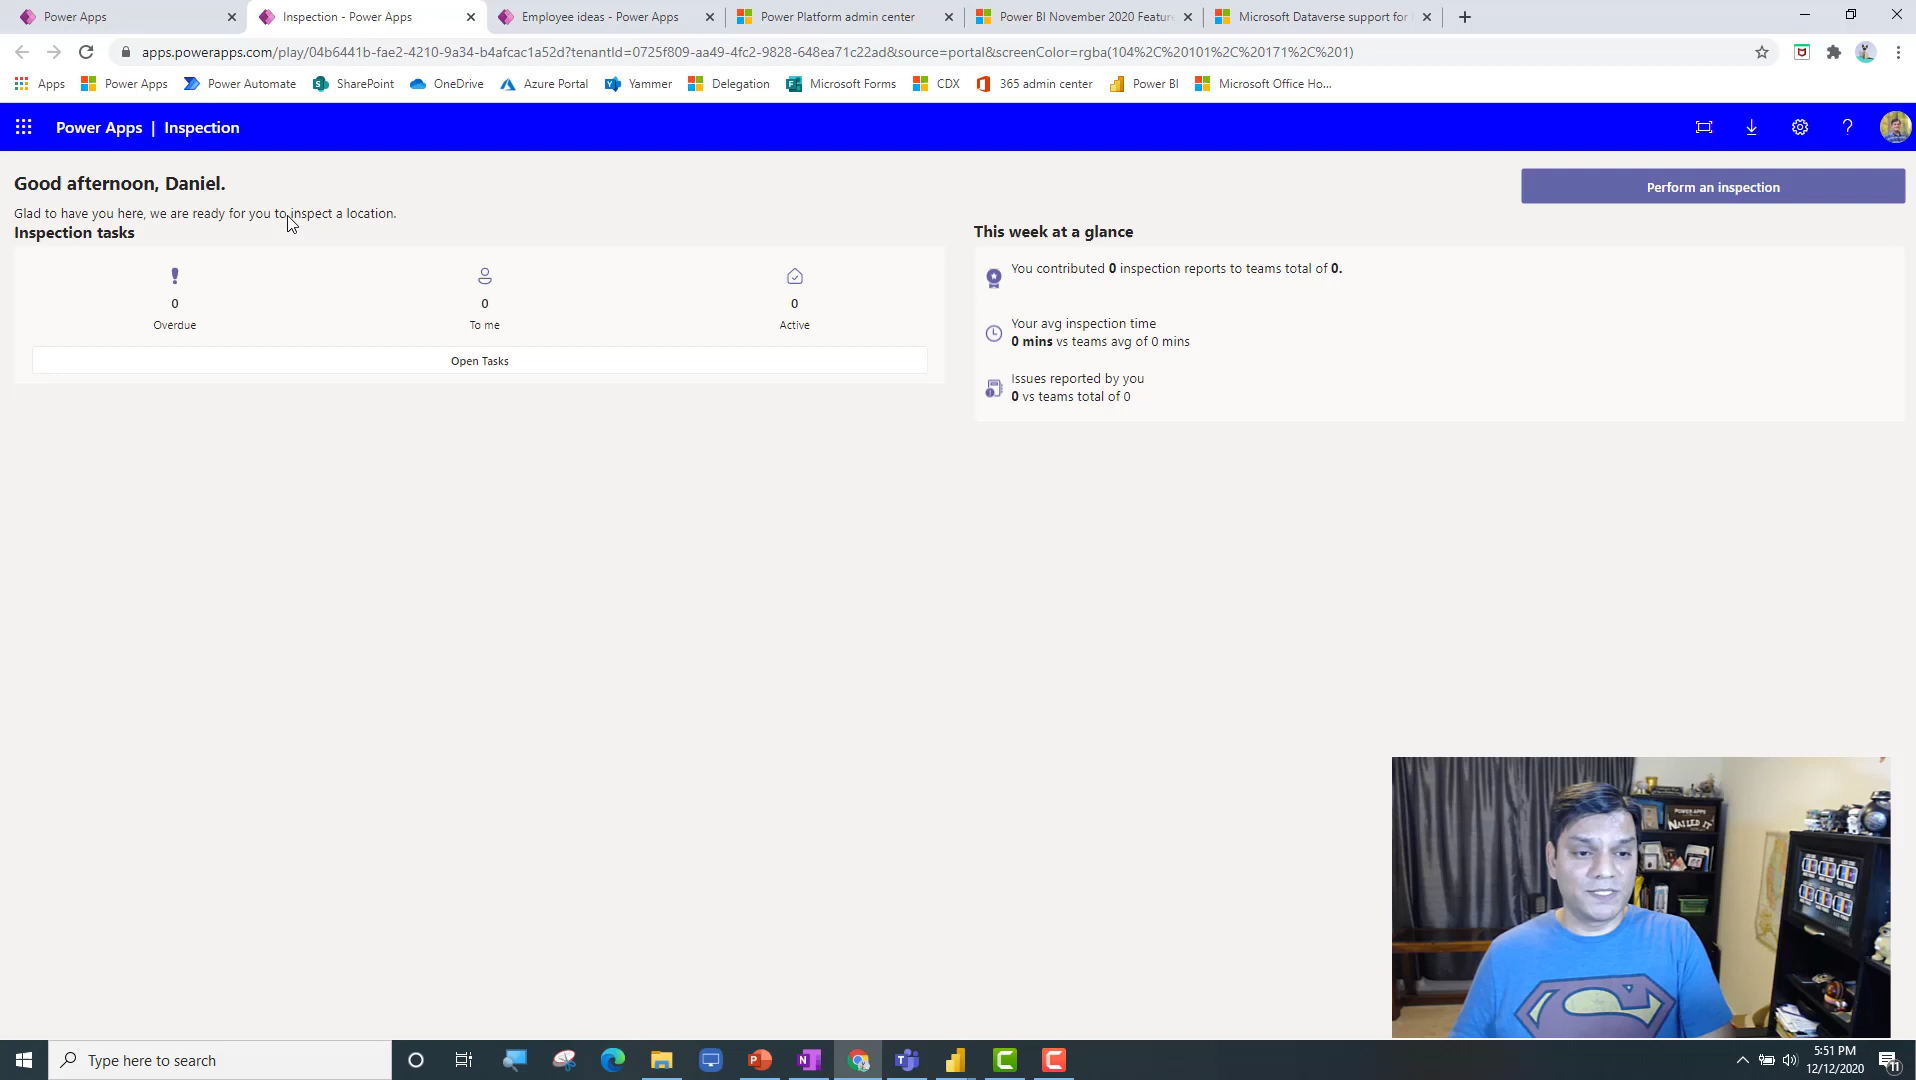 Power Apps
Inspection - Power Apps
Employee ideas - Power Apps
Power Platform admin center
Power BI November 2020 Featur
Microsoft Dataverse support for
apps.powerapps.com/play/04b6441b-fae2-4210-9a34-b4afcac1a52d?tenantId=0725f809-aa49-4fc2-9828-648ea71c22ad&source=portal&screenColor=rgba(104%2C%20101%2C%20171%2C%201)
Apps Power Apps Power Automate SharePoint OneDrive Azure Portal Yammer Delegation Microsoft Forms CDX 365 admin center Power BI Microsoft Office Ho...
Power Apps | Inspection
Good afternoon, Daniel.
Perform an inspection
Glad to have you here, we are ready for you to inspect a location.
Inspection tasks
0
Overdue
0
To me
0
Active
Open Tasks
This week at a glance
You contributed 0 inspection reports to teams total of 0.
Your avg inspection time
0 mins vs teams avg of 0 mins
Issues reported by you
0 vs teams total of 0
POWER APPS
NAILED IT
Type here to search
5:51 PM
12/12/2020
11